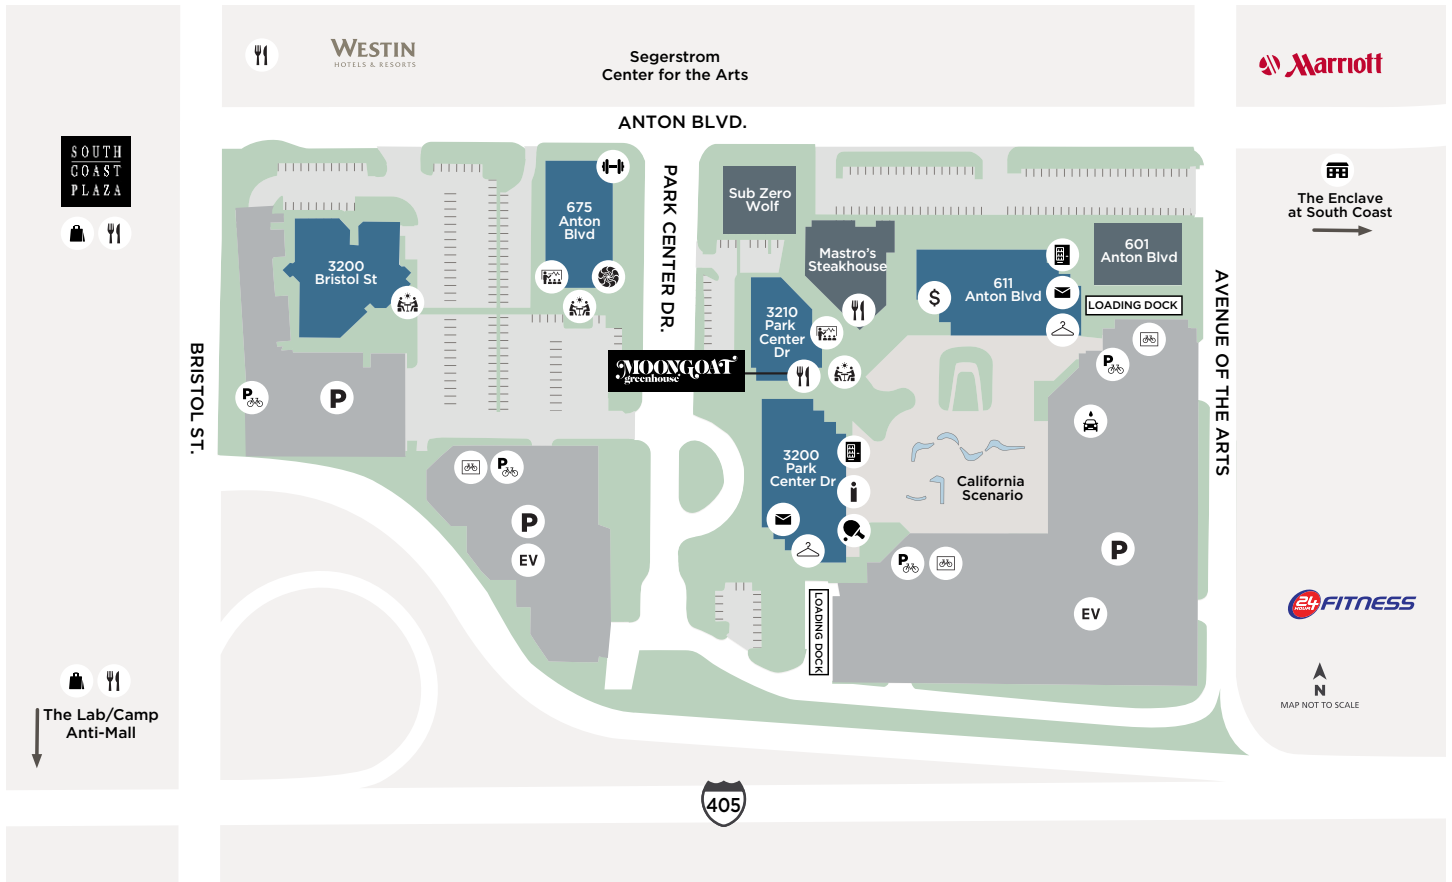 WESTIN
HOTELS & RESORTS
Segerstrom
Center for the Arts
Marriott
ANTON BLVD.
SOUTH
COAST
PLAZA
PARK CENTER DR.
675
Anton
Blvd
Sub Zero
Wolf
The Enclave
at South Coast
3200
Bristol St
Mastro's
Steakhouse
601
Anton Blvd
611
Anton Blvd
$
LOADING DOCK
3210
Park
Center
Dr
MOONGOAT
greenhouse
BRISTOL ST.
AVENUE OF THE ARTS
P
P
P
3200
Park
Center Dr
California
Scenario
P
P
EV
P
P
EV
LOADING DOCK
24
HOUR
FITNESS
N
MAP NOT TO SCALE
The Lab/Camp
Anti-Mall
405